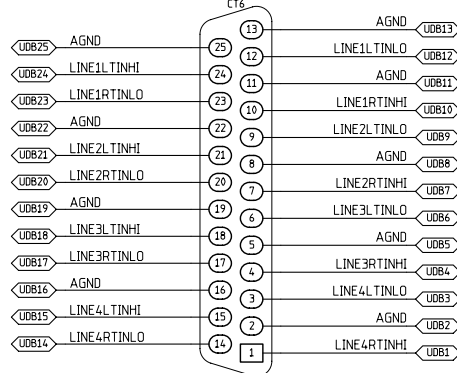 CT6
13 AGND UDB13
UDB25 AGND 25
12 LINE1LTINLO UDB12
UDB24 LINE1LTINHI 24
11 AGND UDB11
UDB23 LINE1RTINLO 23
10 LINE1RTINHI UDB10
UDB22 AGND 22
9 LINE2LTINLO UDB9
UDB21 LINE2LTINHI 21
8 AGND UDB8
UDB20 LINE2RTINLO 20
7 LINE2RTINHI UDB7
UDB19 AGND 19
6 LINE3LTINLO UDB6
UDB18 LINE3LTINHI 18
5 AGND UDB5
UDB17 LINE3RTINLO 17
4 LINE3RTINHI UDB4
UDB16 AGND 16
3 LINE4LTINLO UDB3
UDB15 LINE4LTINHI 15
2 AGND UDB2
UDB14 LINE4RTINLO 14
1 LINE4RTINHI UDB1